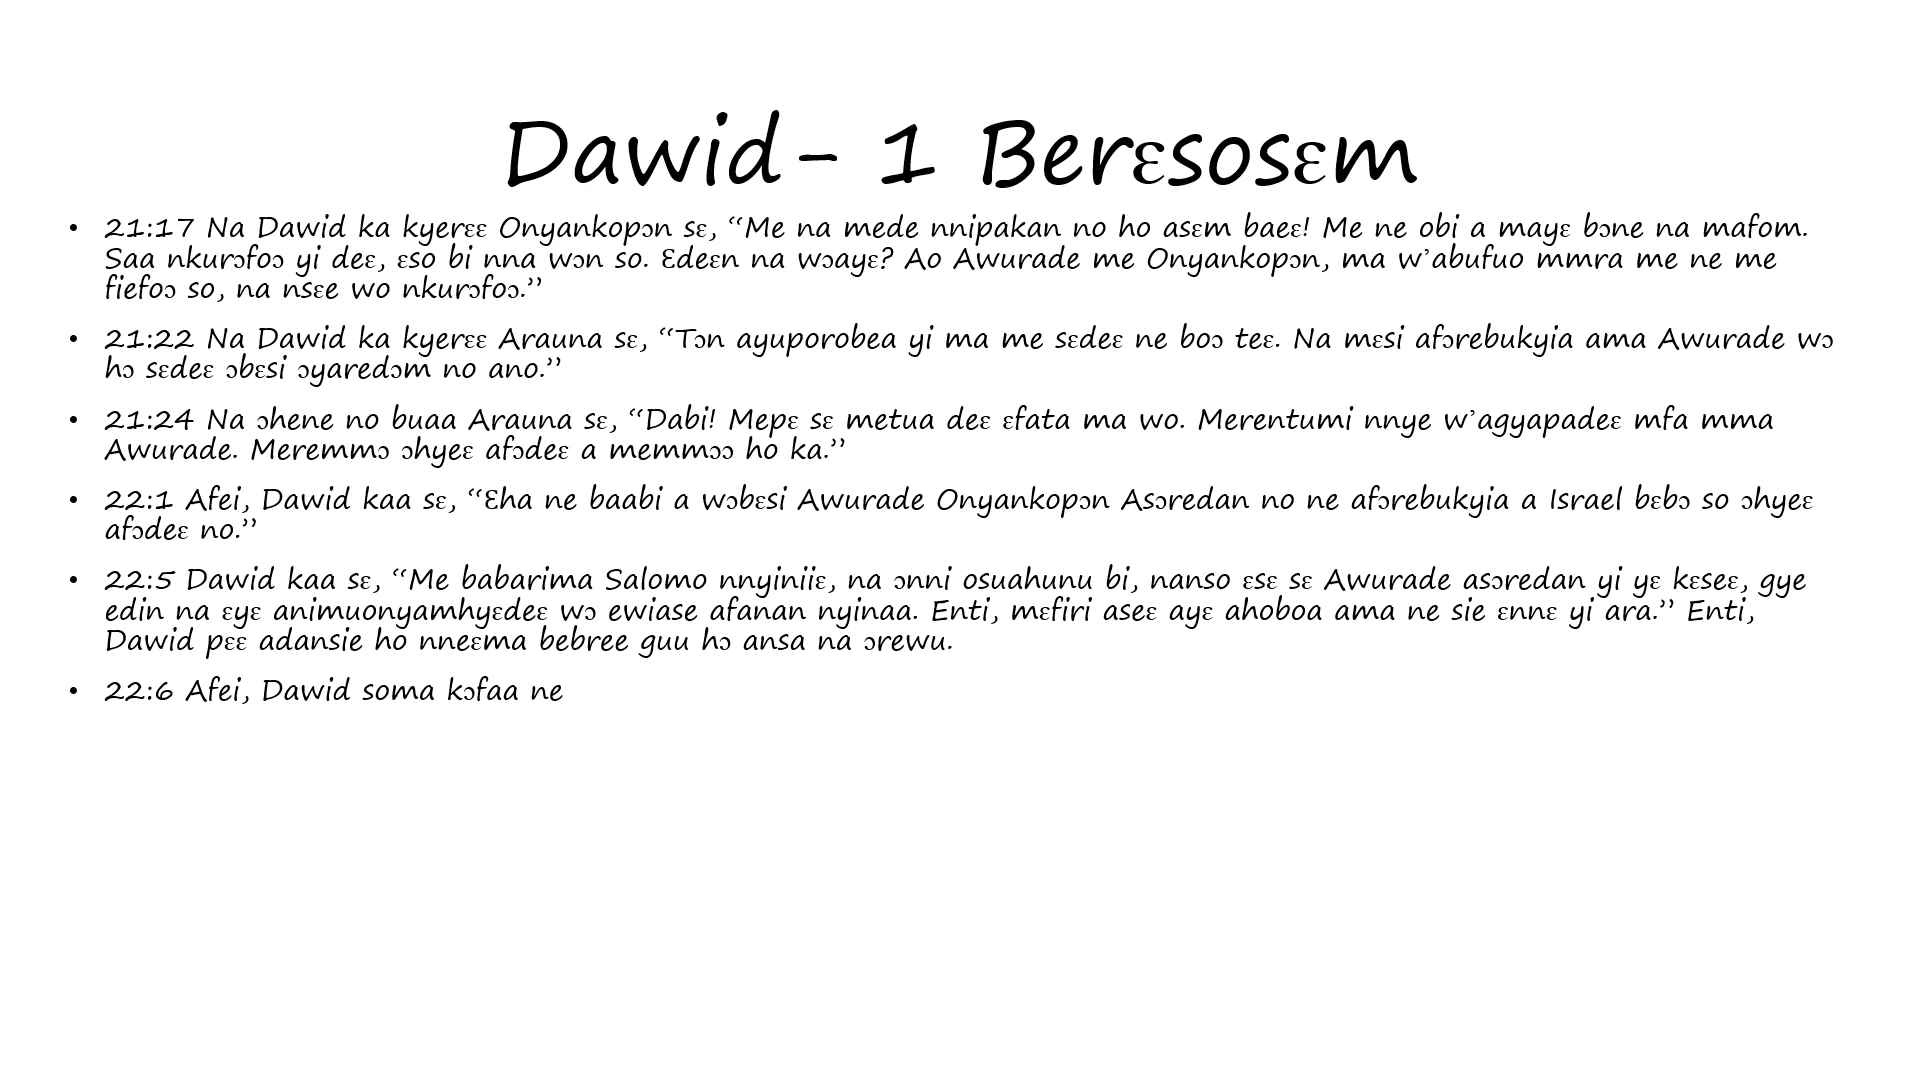 Dawid- 1 Berɛsosɛm
• 21:17 Na Dawid ka kyerɛɛ Onyankopɔn sɛ, “Me na mede nnipakan no ho asɛm baeɛ! Me ne obi a mayɛ bɔne na mafom.
Saa nkurɔfoɔ yi deɛ, ɛso bi nna wɔn so. Ɛdeɛn na wɔayɛ? Ao Awurade me Onyankopɔn, ma w’abufuo mmra me ne me
fiefoɔ so, na nsɛe wo nkurɔfoɔ.”
• 21:22 Na Dawid ka kyerɛɛ Arauna sɛ, “Tɔn ayuporobea yi ma me sɛdeɛ ne boɔ teɛ. Na mɛsi afɔrebukyia ama Awurade wɔ
hɔ sɛdeɛ ɔbɛsi ɔyaredɔm no ano.”
• 21:24 Na ɔhene no buaa Arauna sɛ, “Dabi! Mepɛ sɛ metua deɛ ɛfata ma wo. Merentumi nnye w’agyapadeɛ mfa mma
Awurade. Meremmɔ ɔhyeɛ afɔdeɛ a memmɔɔ ho ka.”
• 22:1 Afei, Dawid kaa sɛ, “Ɛha ne baabi a wɔbɛsi Awurade Onyankopɔn Asɔredan no ne afɔrebukyia a Israel bɛbɔ so ɔhyeɛ
afɔdeɛ no.”
• 22:5 Dawid kaa sɛ, “Me babarima Salomo nnyiniiɛ, na ɔnni osuahunu bi, nanso ɛsɛ sɛ Awurade asɔredan yi yɛ kɛseɛ, gye
edin na ɛyɛ animuonyamhyɛdeɛ wɔ ewiase afanan nyinaa. Enti, mɛfiri aseɛ ayɛ ahoboa ama ne sie ɛnnɛ yi ara.” Enti,
Dawid pɛɛ adansie ho nneɛma bebree guu hɔ ansa na ɔrewu.
• 22:6 Afei, Dawid soma kɔfaa ne